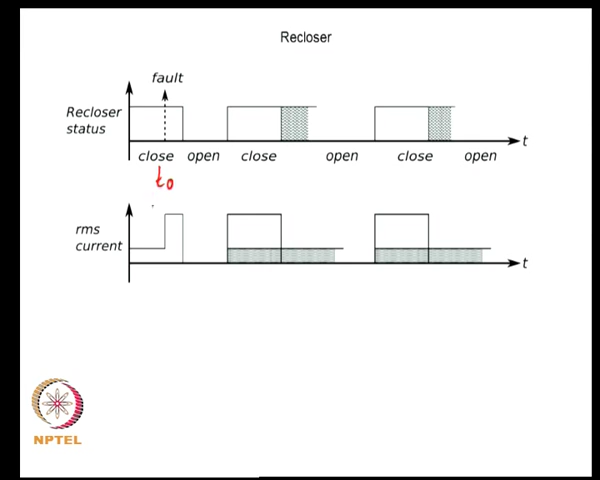 Recloser
fault
Recloser
status
t
close open close open close open
t0
rms
current
t
NPTEL